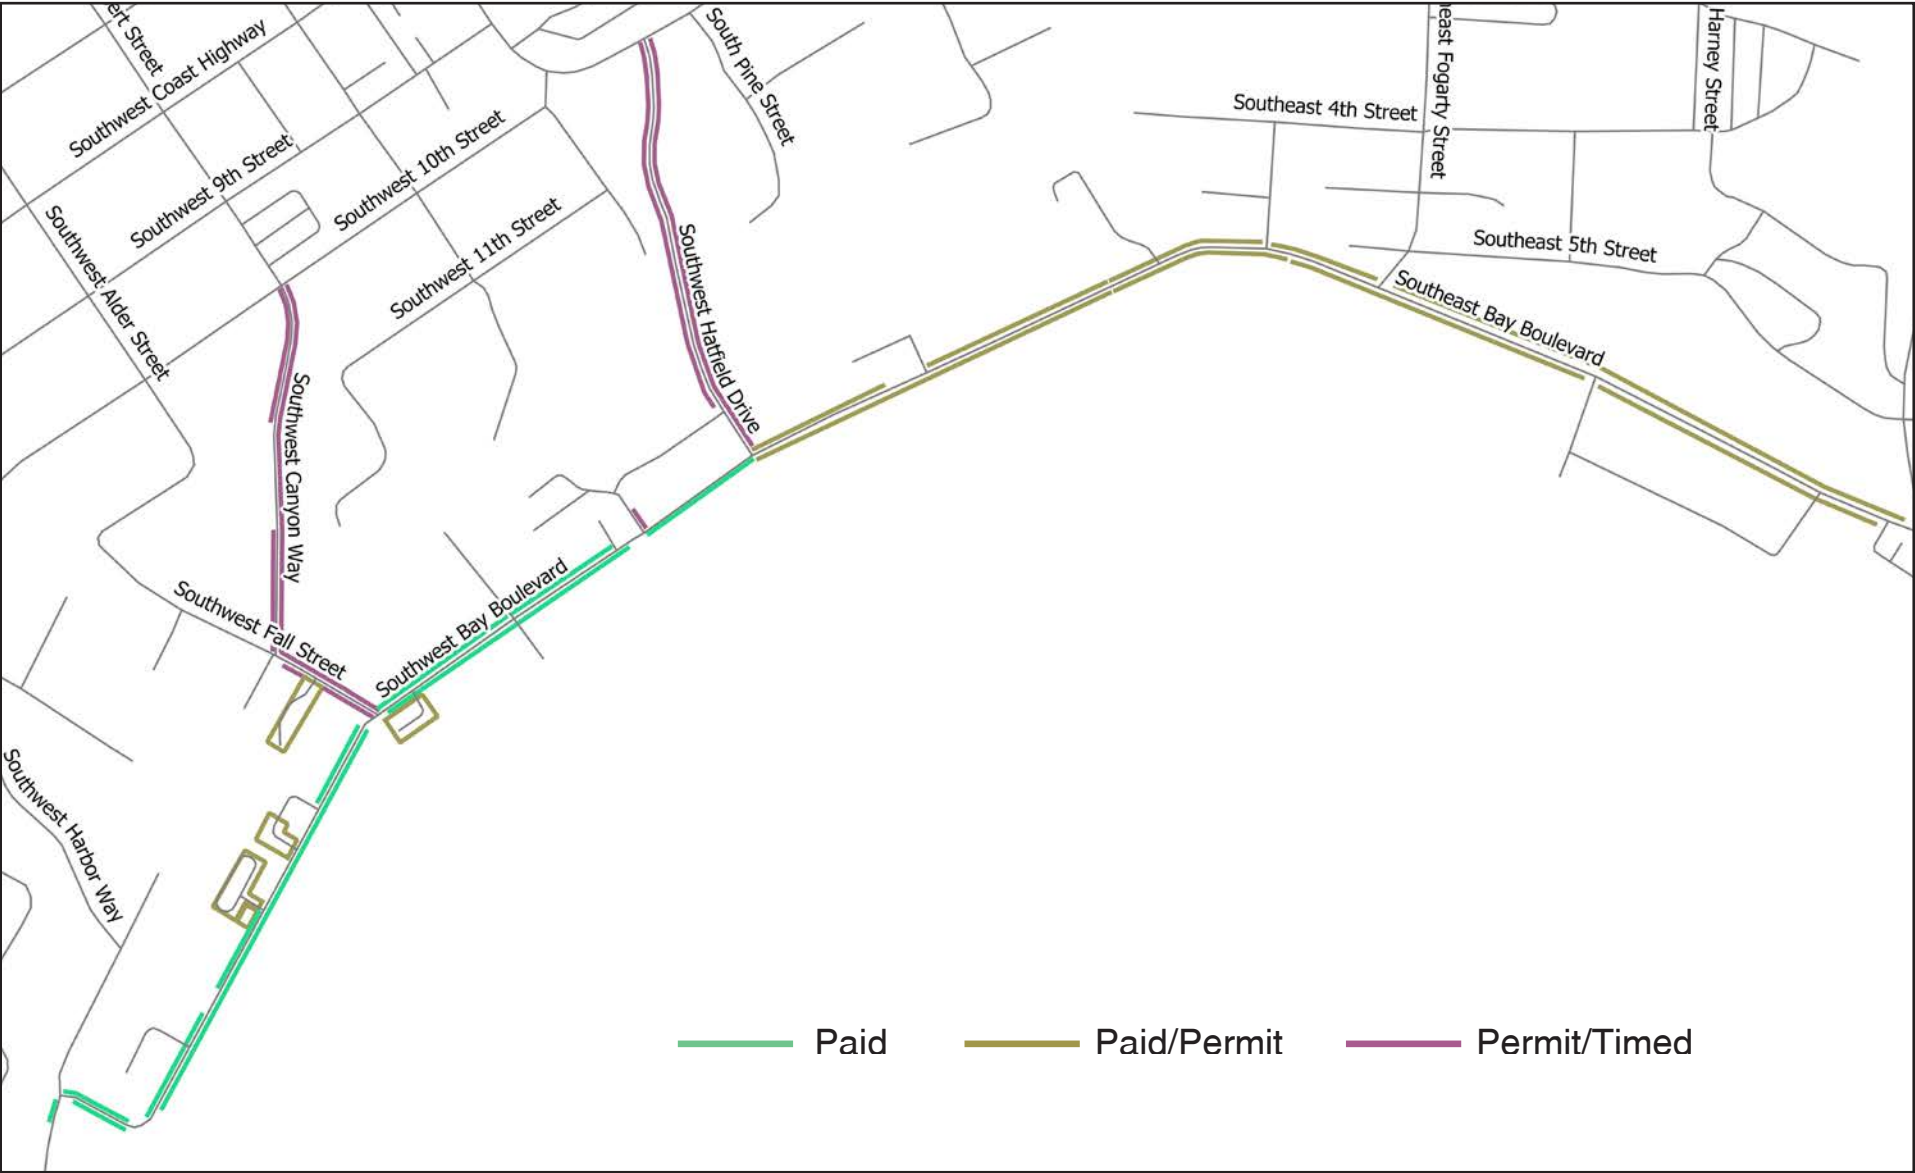 ert Street
Southwest Coast Highway
South Pine Street
east Fogarty Street
Harney Street
Southeast 4th Street
Southwest 9th Street
Southwest 10th Street
Southwest 11th Street
Southwest Alder Street
Southwest Hatfield Drive
Southeast 5th Street
Southeast Bay Boulevard
Southwest Canyon Way
Southwest Fall Street
Southwest Bay Boulevard
Southwest Harbor Way
Paid
Paid/Permit
Permit/Timed